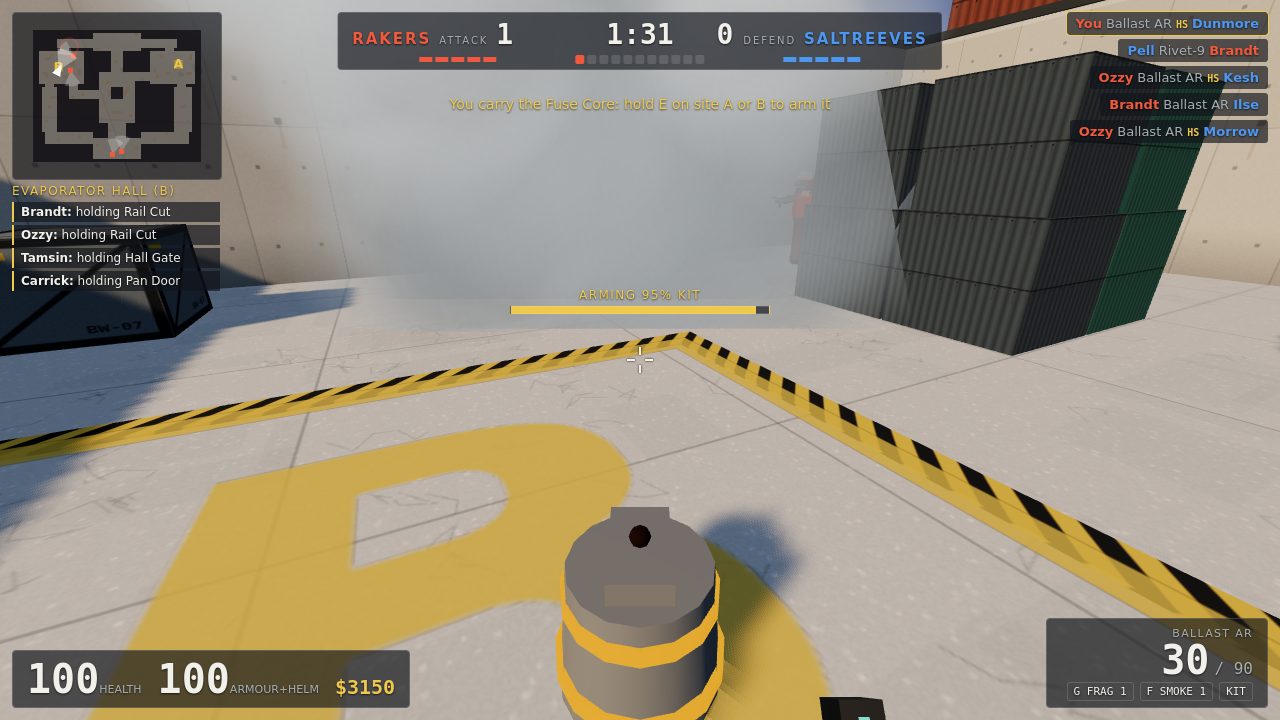 RAKERS ATTACK 1 1:31 0 DEFEND SALTREEVES
You Ballast AR HS Dunmore
Pell Rivet-9 Brandt
Ozzy Ballast AR HS Kesh
Brandt Ballast AR Ilse
Ozzy Ballast AR HS Morrow
A
B
You carry the Fuse Core: hold E on site A or B to arm it
EVAPORATOR HALL (B)
Brandt: holding Rail Cut
Ozzy: holding Rail Cut
Tamsin: holding Hall Gate
Carrick: holding Pan Door
BW-07
ARMING 95% KIT
B
100 HEALTH 100 ARMOUR+HELM $3150
BALLAST AR
30 / 90
G FRAG 1 F SMOKE 1 KIT